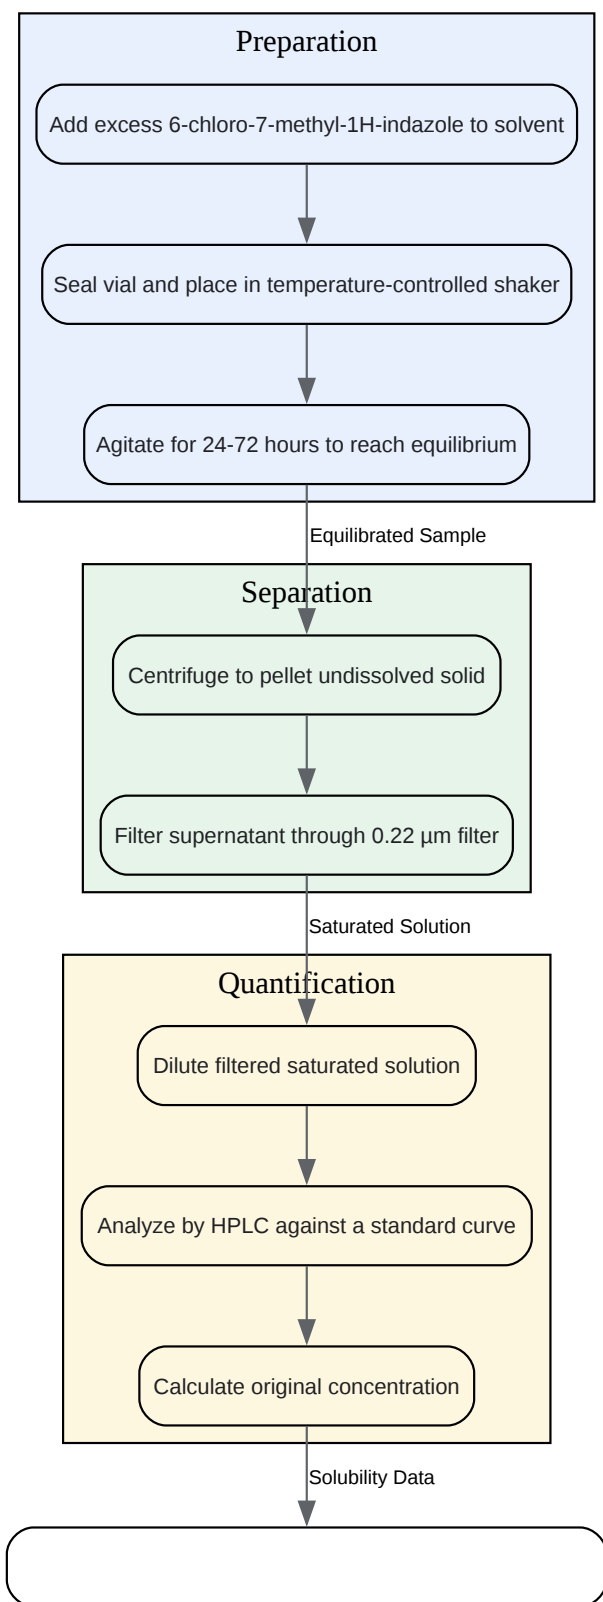 Preparation
Add excess 6-chloro-7-methyl-1H-indazole to solvent
Seal vial and place in temperature-controlled shaker
Agitate for 24-72 hours to reach equilibrium
Equilibrated Sample
Separation
Centrifuge to pellet undissolved solid
Filter supernatant through 0.22 µm filter
Saturated Solution
Quantification
Dilute filtered saturated solution
Analyze by HPLC against a standard curve
Calculate original concentration
Solubility Data